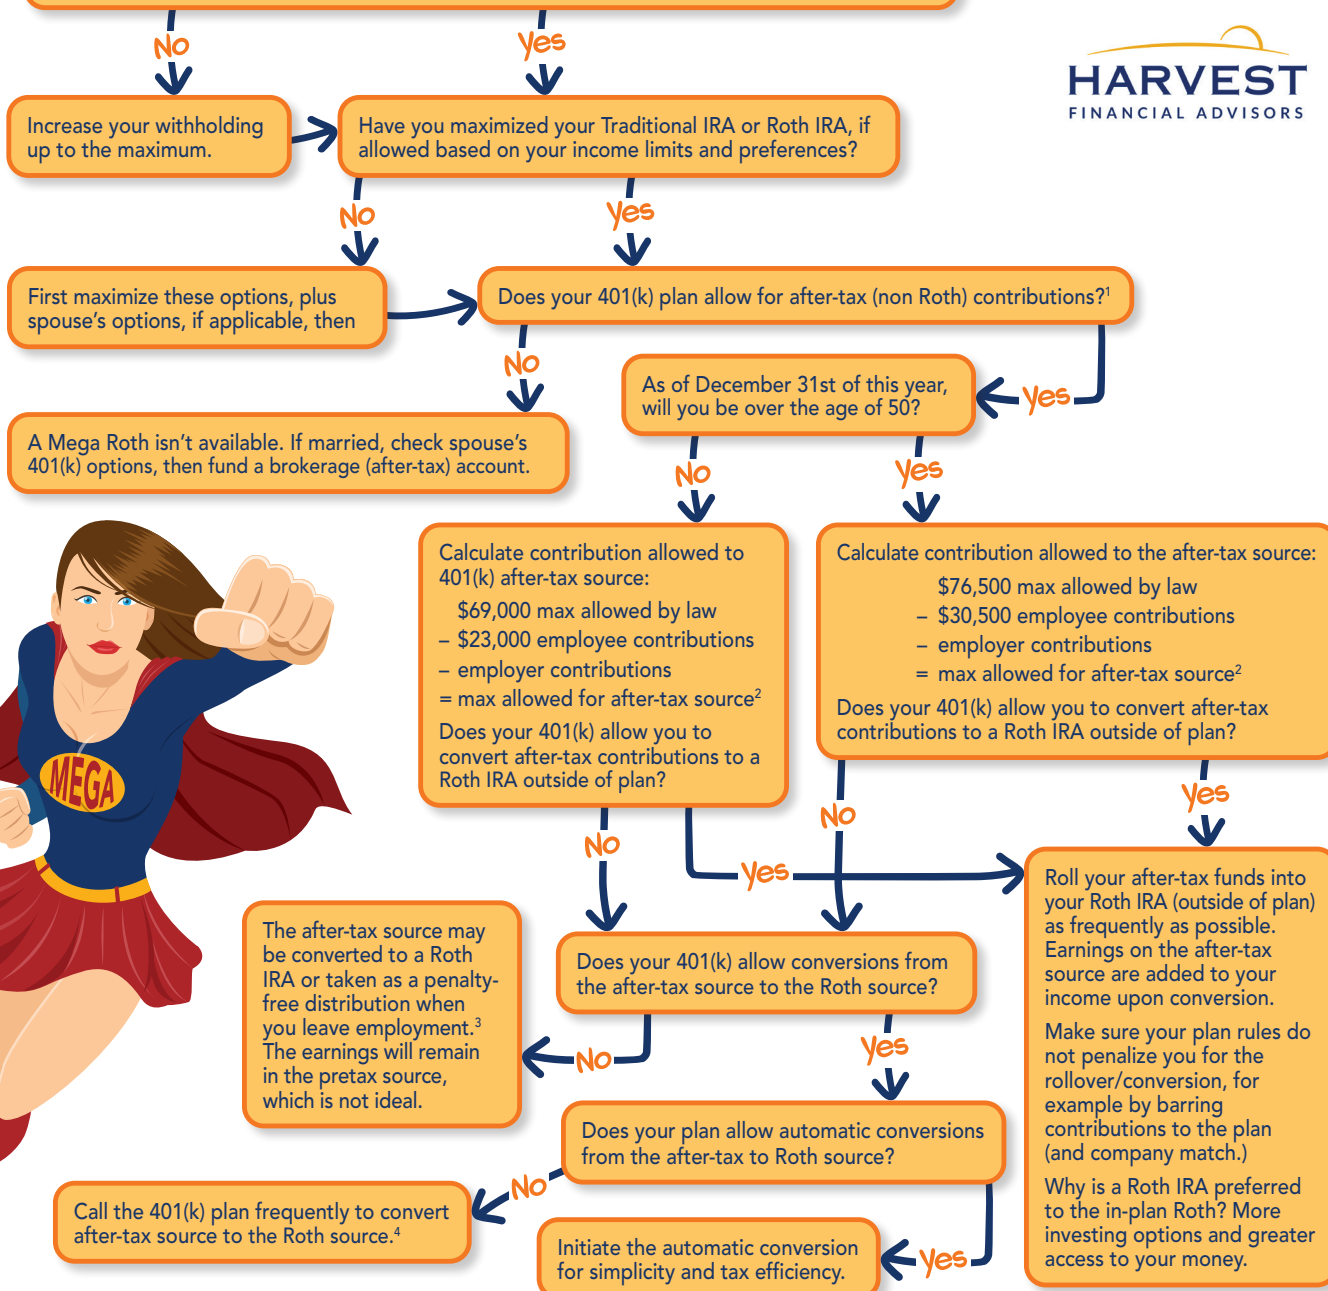 No
Yes
HARVEST
FINANCIAL ADVISORS
Increase your withholding
up to the maximum.
Have you maximized your Traditional IRA or Roth IRA, if
allowed based on your income limits and preferences?
No
Yes
First maximize these options, plus
spouse's options, if applicable, then
Does your 401(k) plan allow for after-tax (non Roth) contributions?¹
No
As of December 31st of this year,
will you be over the age of 50?
Yes
A Mega Roth isn't available. If married, check spouse's
401(k) options, then fund a brokerage (after-tax) account.
No
Yes
Calculate contribution allowed to
401(k) after-tax source:
$69,000 max allowed by law
– $23,000 employee contributions
– employer contributions
= max allowed for after-tax source²
Does your 401(k) allow you to
convert after-tax contributions to a
Roth IRA outside of plan?
Calculate contribution allowed to the after-tax source:
$76,500 max allowed by law
– $30,500 employee contributions
– employer contributions
= max allowed for after-tax source²
Does your 401(k) allow you to convert after-tax
contributions to a Roth IRA outside of plan?
MEGA
No
Yes
No
Yes
Roll your after-tax funds into
your Roth IRA (outside of plan)
as frequently as possible.
Earnings on the after-tax
source are added to your
income upon conversion.
Make sure your plan rules do
not penalize you for the
rollover/conversion, for
example by barring
contributions to the plan
(and company match.)
Why is a Roth IRA preferred
to the in-plan Roth? More
investing options and greater
access to your money.
The after-tax source may
be converted to a Roth
IRA or taken as a penalty-
free distribution when
you leave employment.³
The earnings will remain
in the pretax source,
which is not ideal.
Does your 401(k) allow conversions from
the after-tax source to the Roth source?
No
Yes
Does your plan allow automatic conversions
from the after-tax to Roth source?
No
Call the 401(k) plan frequently to convert
after-tax source to the Roth source.⁴
Initiate the automatic conversion
for simplicity and tax efficiency.
Yes